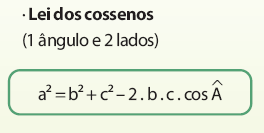 · Lei dos cossenos
(1 ângulo e 2 lados)
a² = b² + c² – 2 . b . c . cos Â